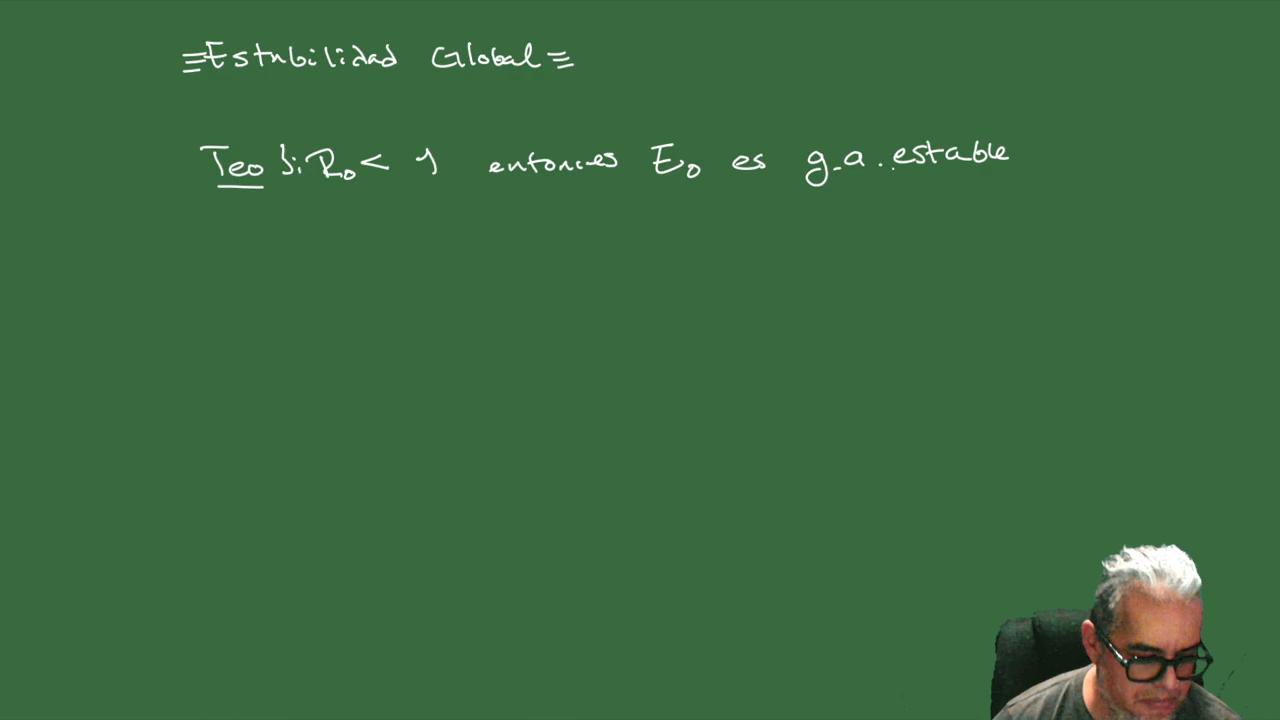 ≡Estabilidad Global≡
Teo Si R₀ < 1 entonces E₀ es g.a. estable